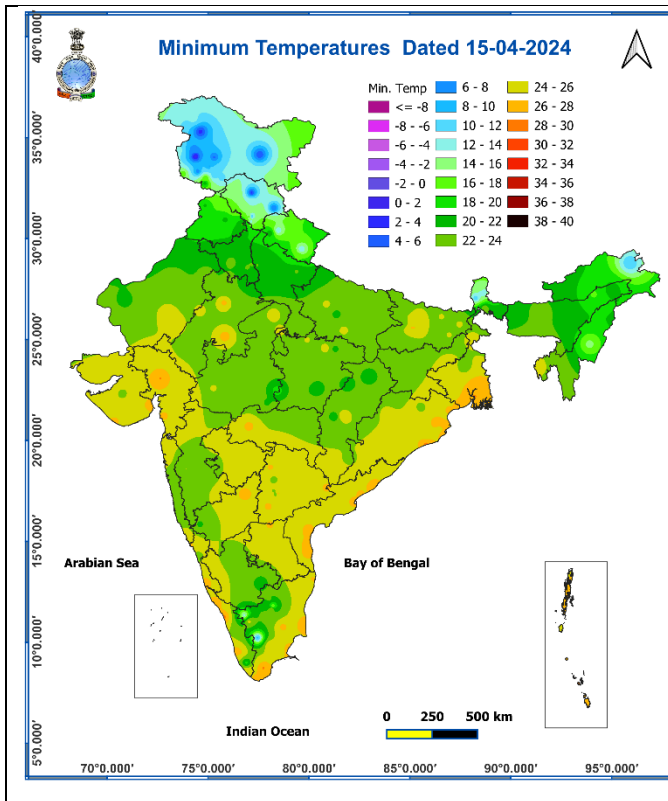 Minimum Temperatures Dated 15-04-2024
Min. Temp
<= -8
-8 - -6
-6 - -4
-4 - -2
-2 - 0
0 - 2
2 - 4
4 - 6
6 - 8
8 - 10
10 - 12
12 - 14
14 - 16
16 - 18
18 - 20
20 - 22
22 - 24
24 - 26
26 - 28
28 - 30
30 - 32
32 - 34
34 - 36
36 - 38
38 - 40
40°0.000'
35°0.000'
30°0.000'
25°0.000'
20°0.000'
15°0.000'
10°0.000'
5°0.000'
Arabian Sea
Bay of Bengal
Indian Ocean
0 250 500 km
70°0.000' 75°0.000' 80°0.000' 85°0.000' 90°0.000' 95°0.000'